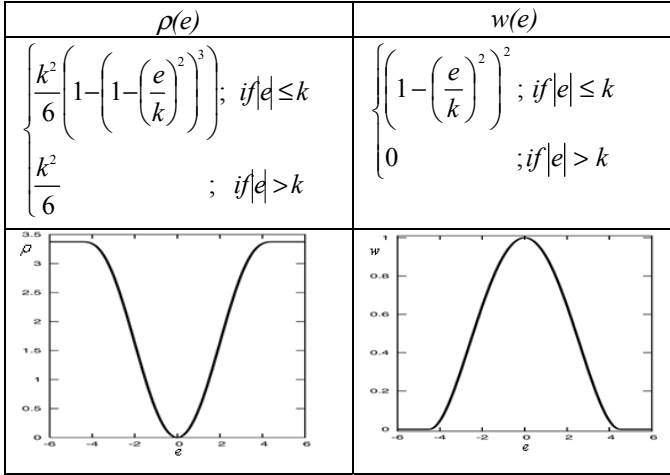 ρ(e) w(e)
{ k²/6 (1−(1−(e/k)²)³); if|e|≤k
k²/6 ; if|e|>k
{ (1−(e/k)²)² ; if|e|≤k
0 ;if|e|>k
3.5
ρ
3
2.5
2
1.5
1
0.5
0
-6 -4 -2 0 2 4 6
e
1
w
0.8
0.6
0.4
0.2
0
-6 -4 -2 0 2 4 6
e